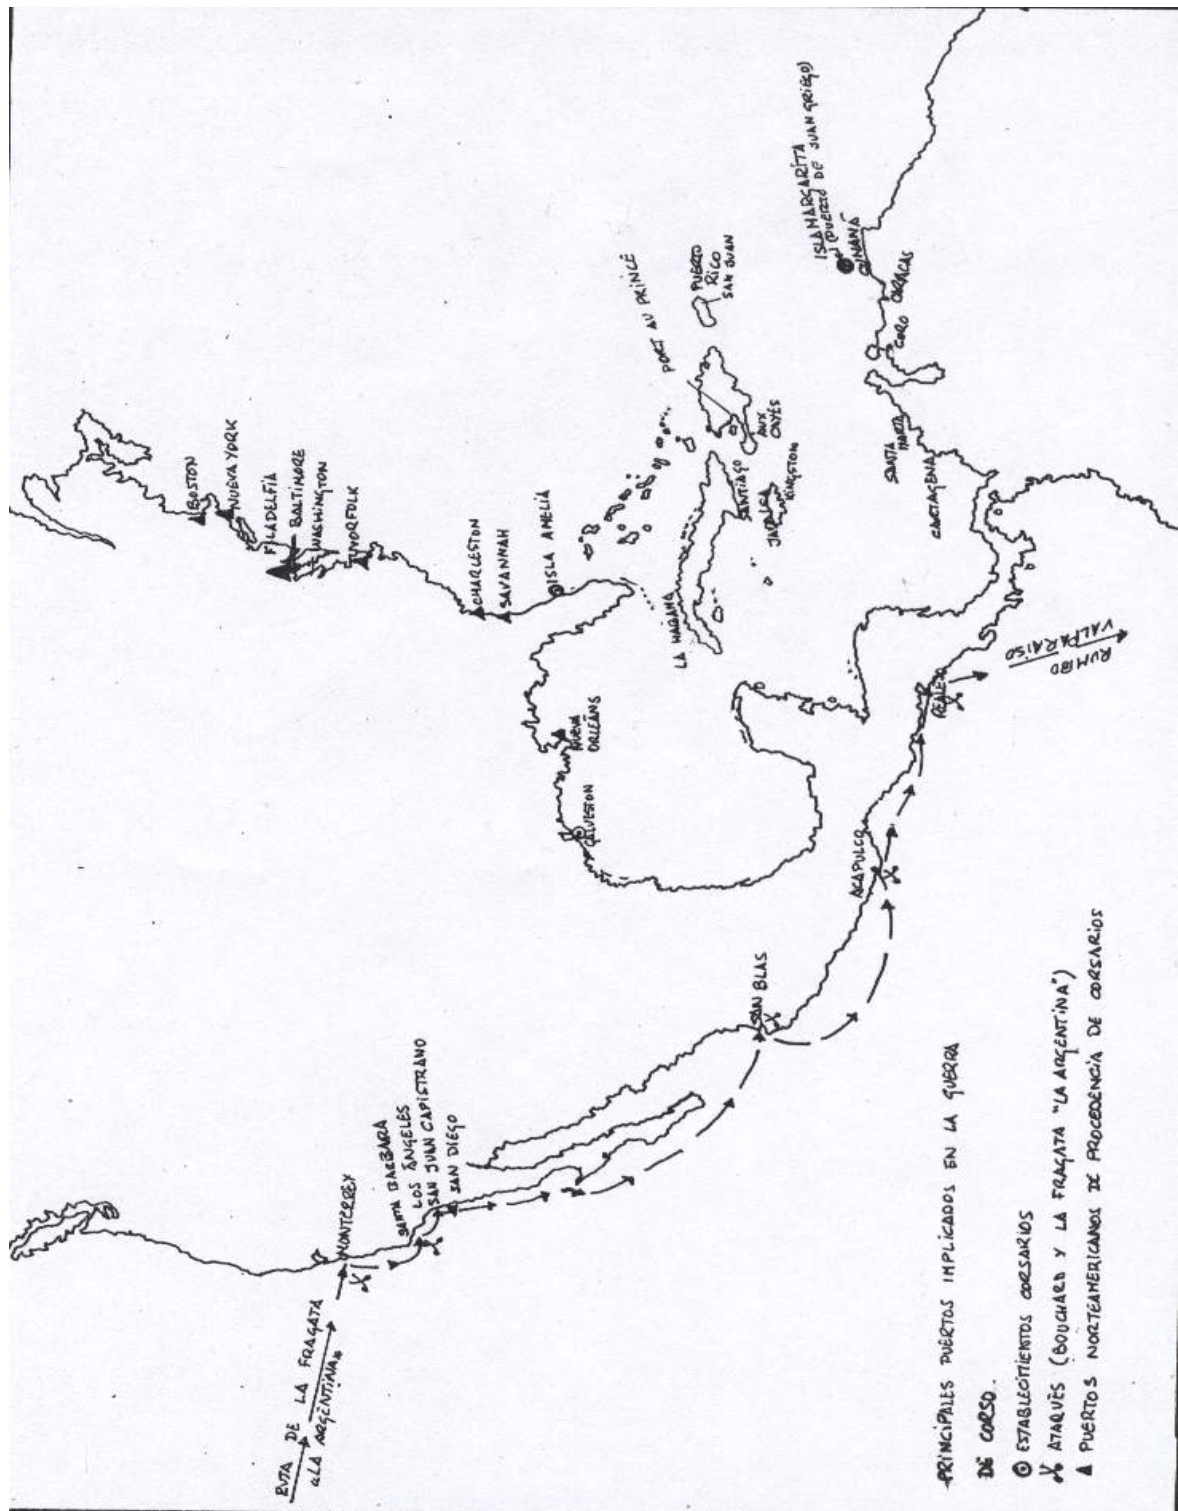 RUTA DE LA FRAGATA
«LA ARGENTINA»
MONTERREY
SANTA BARBARA
LOS ÁNGELES
SAN JUAN CAPISTRANO
SAN DIEGO
SAN BLAS
ACAPULCO
REALEJO
RUMBO
VALPARAISO
BOSTON
NUEVA YORK
FILADELFIA
BALTIMORE
WASHINGTON
NORFOLK
CHARLESTON
SAVANNAH
ISLA AMELIA
NUEVA
ORLEÁNS
GALVESTON
LA HABANA
SANTIAGO
JAMAICA
KINGSTON
PORT AU PRINCE
AUX
CAYES
PUERTO
RICO
SAN JUAN
ISLA MARGARITA
(PUERTO DE JUAN GRIEGO)
CUMANÁ
CARACAS
CORO
SANTA
MARTA
CARTAGENA
PRINCIPALES PUERTOS IMPLICADOS EN LA GUERRA
DE CORSO.
ESTABLECIMIENTOS CORSARIOS
ATAQUES (BOUCHARD Y LA FRAGATA "LA ARGENTINA")
PUERTOS NORTEAMERICANOS DE PROCEDENCIA DE CORSARIOS